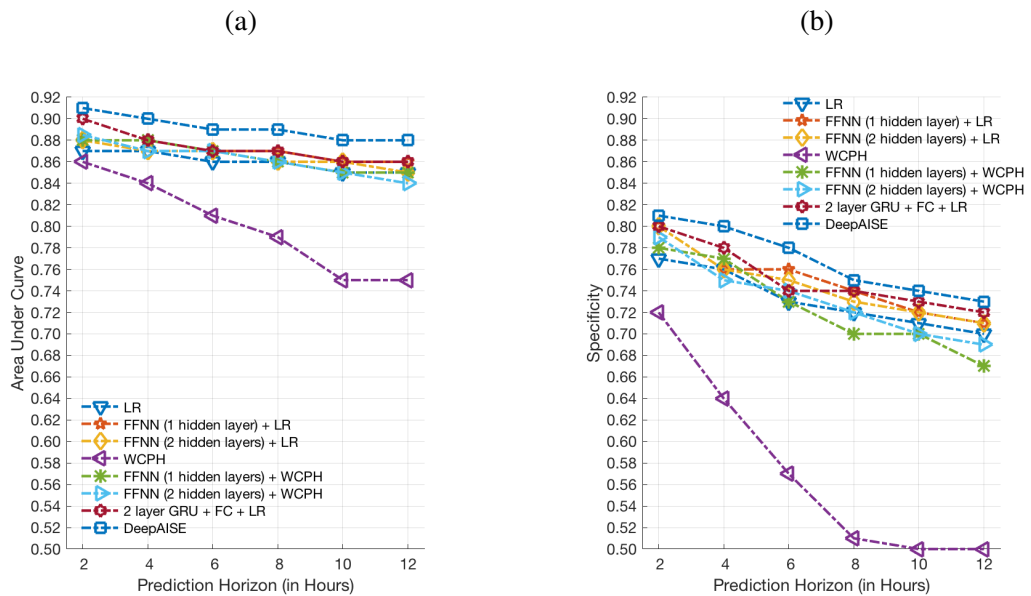 (a)
(b)
0.92
0.90
0.88
0.86
0.84
0.82
0.80
0.78
0.76
0.74
0.72
0.70
0.68
0.66
0.64
0.62
0.60
0.58
0.56
0.54
0.52
0.50
Area Under Curve
LR
FFNN (1 hidden layer) + LR
FFNN (2 hidden layers) + LR
WCPH
FFNN (1 hidden layers) + WCPH
FFNN (2 hidden layers) + WCPH
2 layer GRU + FC + LR
DeepAISE
2 4 6 8 10 12
Prediction Horizon (in Hours)
0.92
0.90
0.88
0.86
0.84
0.82
0.80
0.78
0.76
0.74
0.72
0.70
0.68
0.66
0.64
0.62
0.60
0.58
0.56
0.54
0.52
0.50
Specificity
LR
FFNN (1 hidden layer) + LR
FFNN (2 hidden layers) + LR
WCPH
FFNN (1 hidden layers) + WCPH
FFNN (2 hidden layers) + WCPH
2 layer GRU + FC + LR
DeepAISE
2 4 6 8 10 12
Prediction Horizon (in Hours)